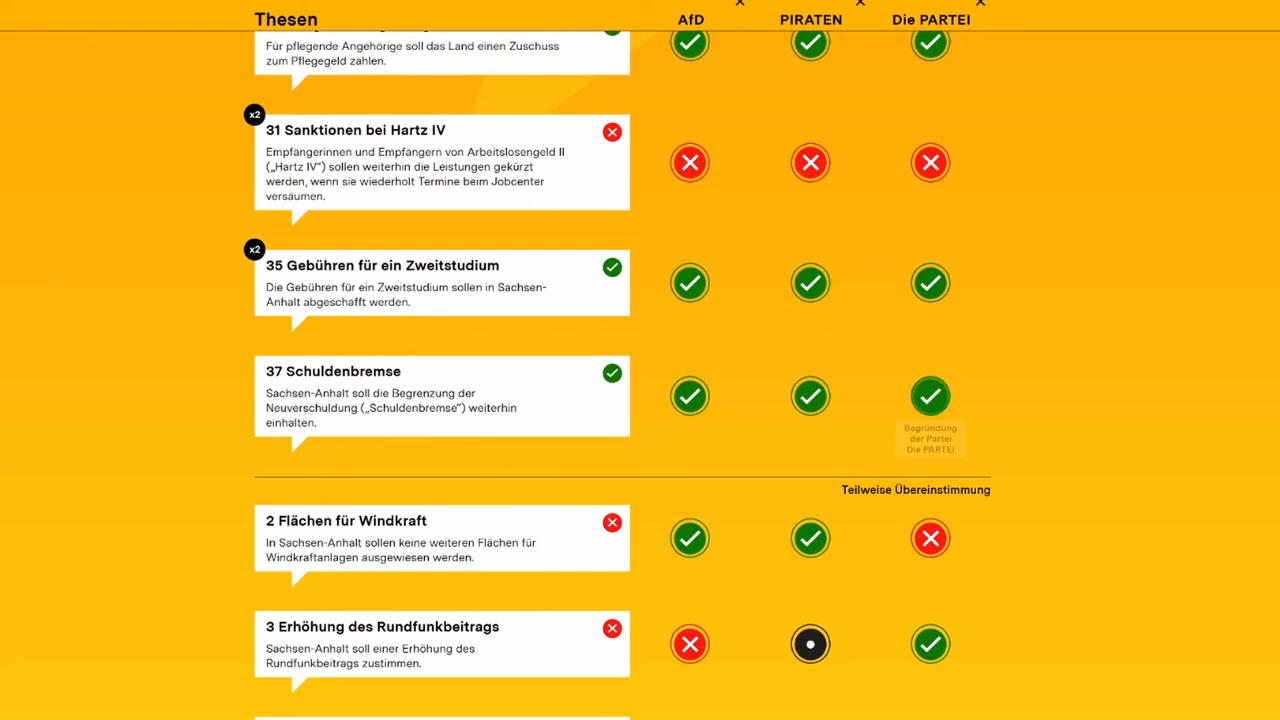 Thesen
AfD
PIRATEN
Die PARTEI
Für pflegende Angehörige soll das Land einen Zuschuss
zum Pflegegeld zahlen.
x2
31 Sanktionen bei Hartz IV
Empfängerinnen und Empfängern von Arbeitslosengeld II
(„Hartz IV“) sollen weiterhin die Leistungen gekürzt
werden, wenn sie wiederholt Termine beim Jobcenter
versäumen.
x2
35 Gebühren für ein Zweitstudium
Die Gebühren für ein Zweitstudium sollen in Sachsen-
Anhalt abgeschafft werden.
37 Schuldenbremse
Sachsen-Anhalt soll die Begrenzung der
Neuverschuldung („Schuldenbremse“) weiterhin
einhalten.
Begründung
der Partei
Die PARTEI
Teilweise Übereinstimmung
2 Flächen für Windkraft
In Sachsen-Anhalt sollen keine weiteren Flächen für
Windkraftanlagen ausgewiesen werden.
3 Erhöhung des Rundfunkbeitrags
Sachsen-Anhalt soll einer Erhöhung des
Rundfunkbeitrags zustimmen.